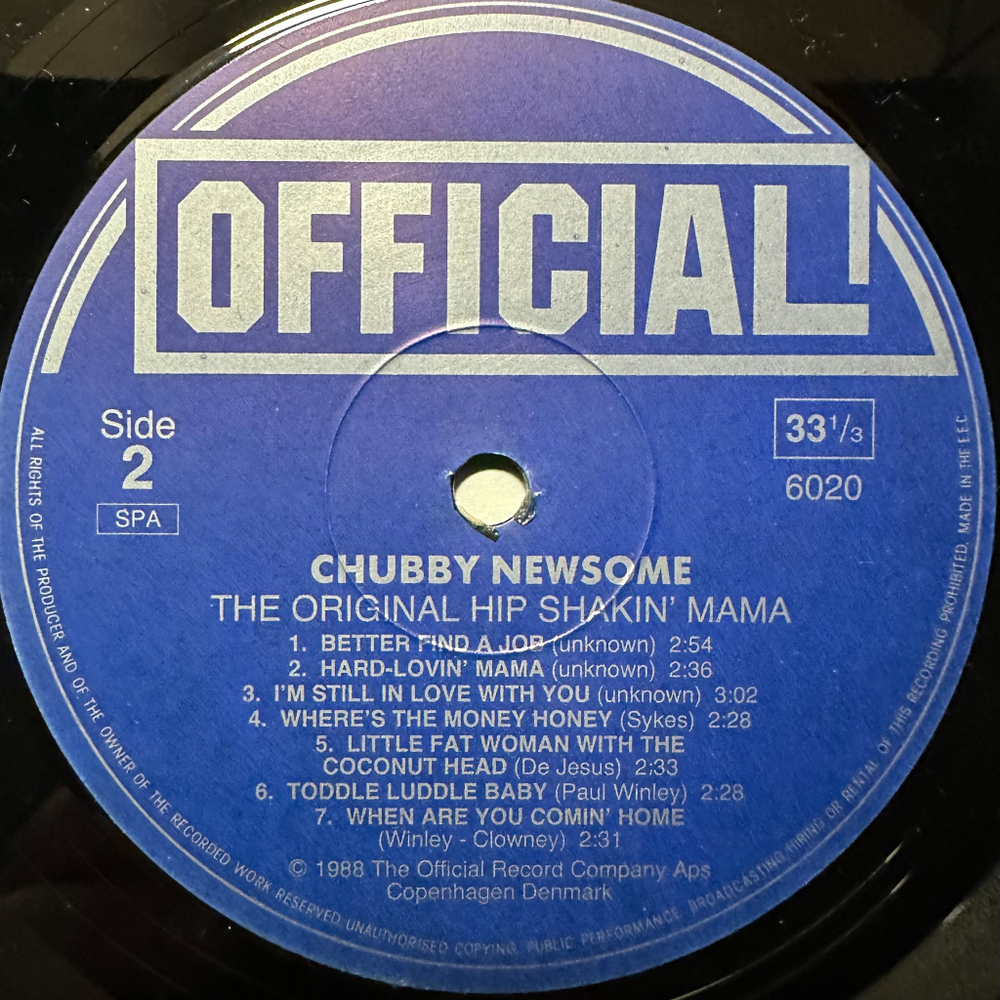 OFFICIAL
Side
2
SPA
33 1/3
6020
CHUBBY NEWSOME
THE ORIGINAL HIP SHAKIN' MAMA
1. BETTER FIND A JOB (unknown) 2:54
2. HARD-LOVIN' MAMA (unknown) 2:36
3. I'M STILL IN LOVE WITH YOU (unknown) 3:02
4. WHERE'S THE MONEY HONEY (Sykes) 2:28
5. LITTLE FAT WOMAN WITH THE
COCONUT HEAD (De Jesus) 2:33
6. TODDLE LUDDLE BABY (Paul Winley) 2:28
7. WHEN ARE YOU COMIN' HOME
(Winley - Clowney) 2:31
© 1988 The Official Record Company Aps
Copenhagen Denmark
ALL RIGHTS OF THE PRODUCER AND OF THE OWNER OF THE RECORDED WORK RESERVED. UNAUTHORISED COPYING, PUBLIC PERFORMANCE, BROADCASTING, HIRING OR RENTAL OF THIS RECORDING PROHIBITED. MADE IN THE E.E.C